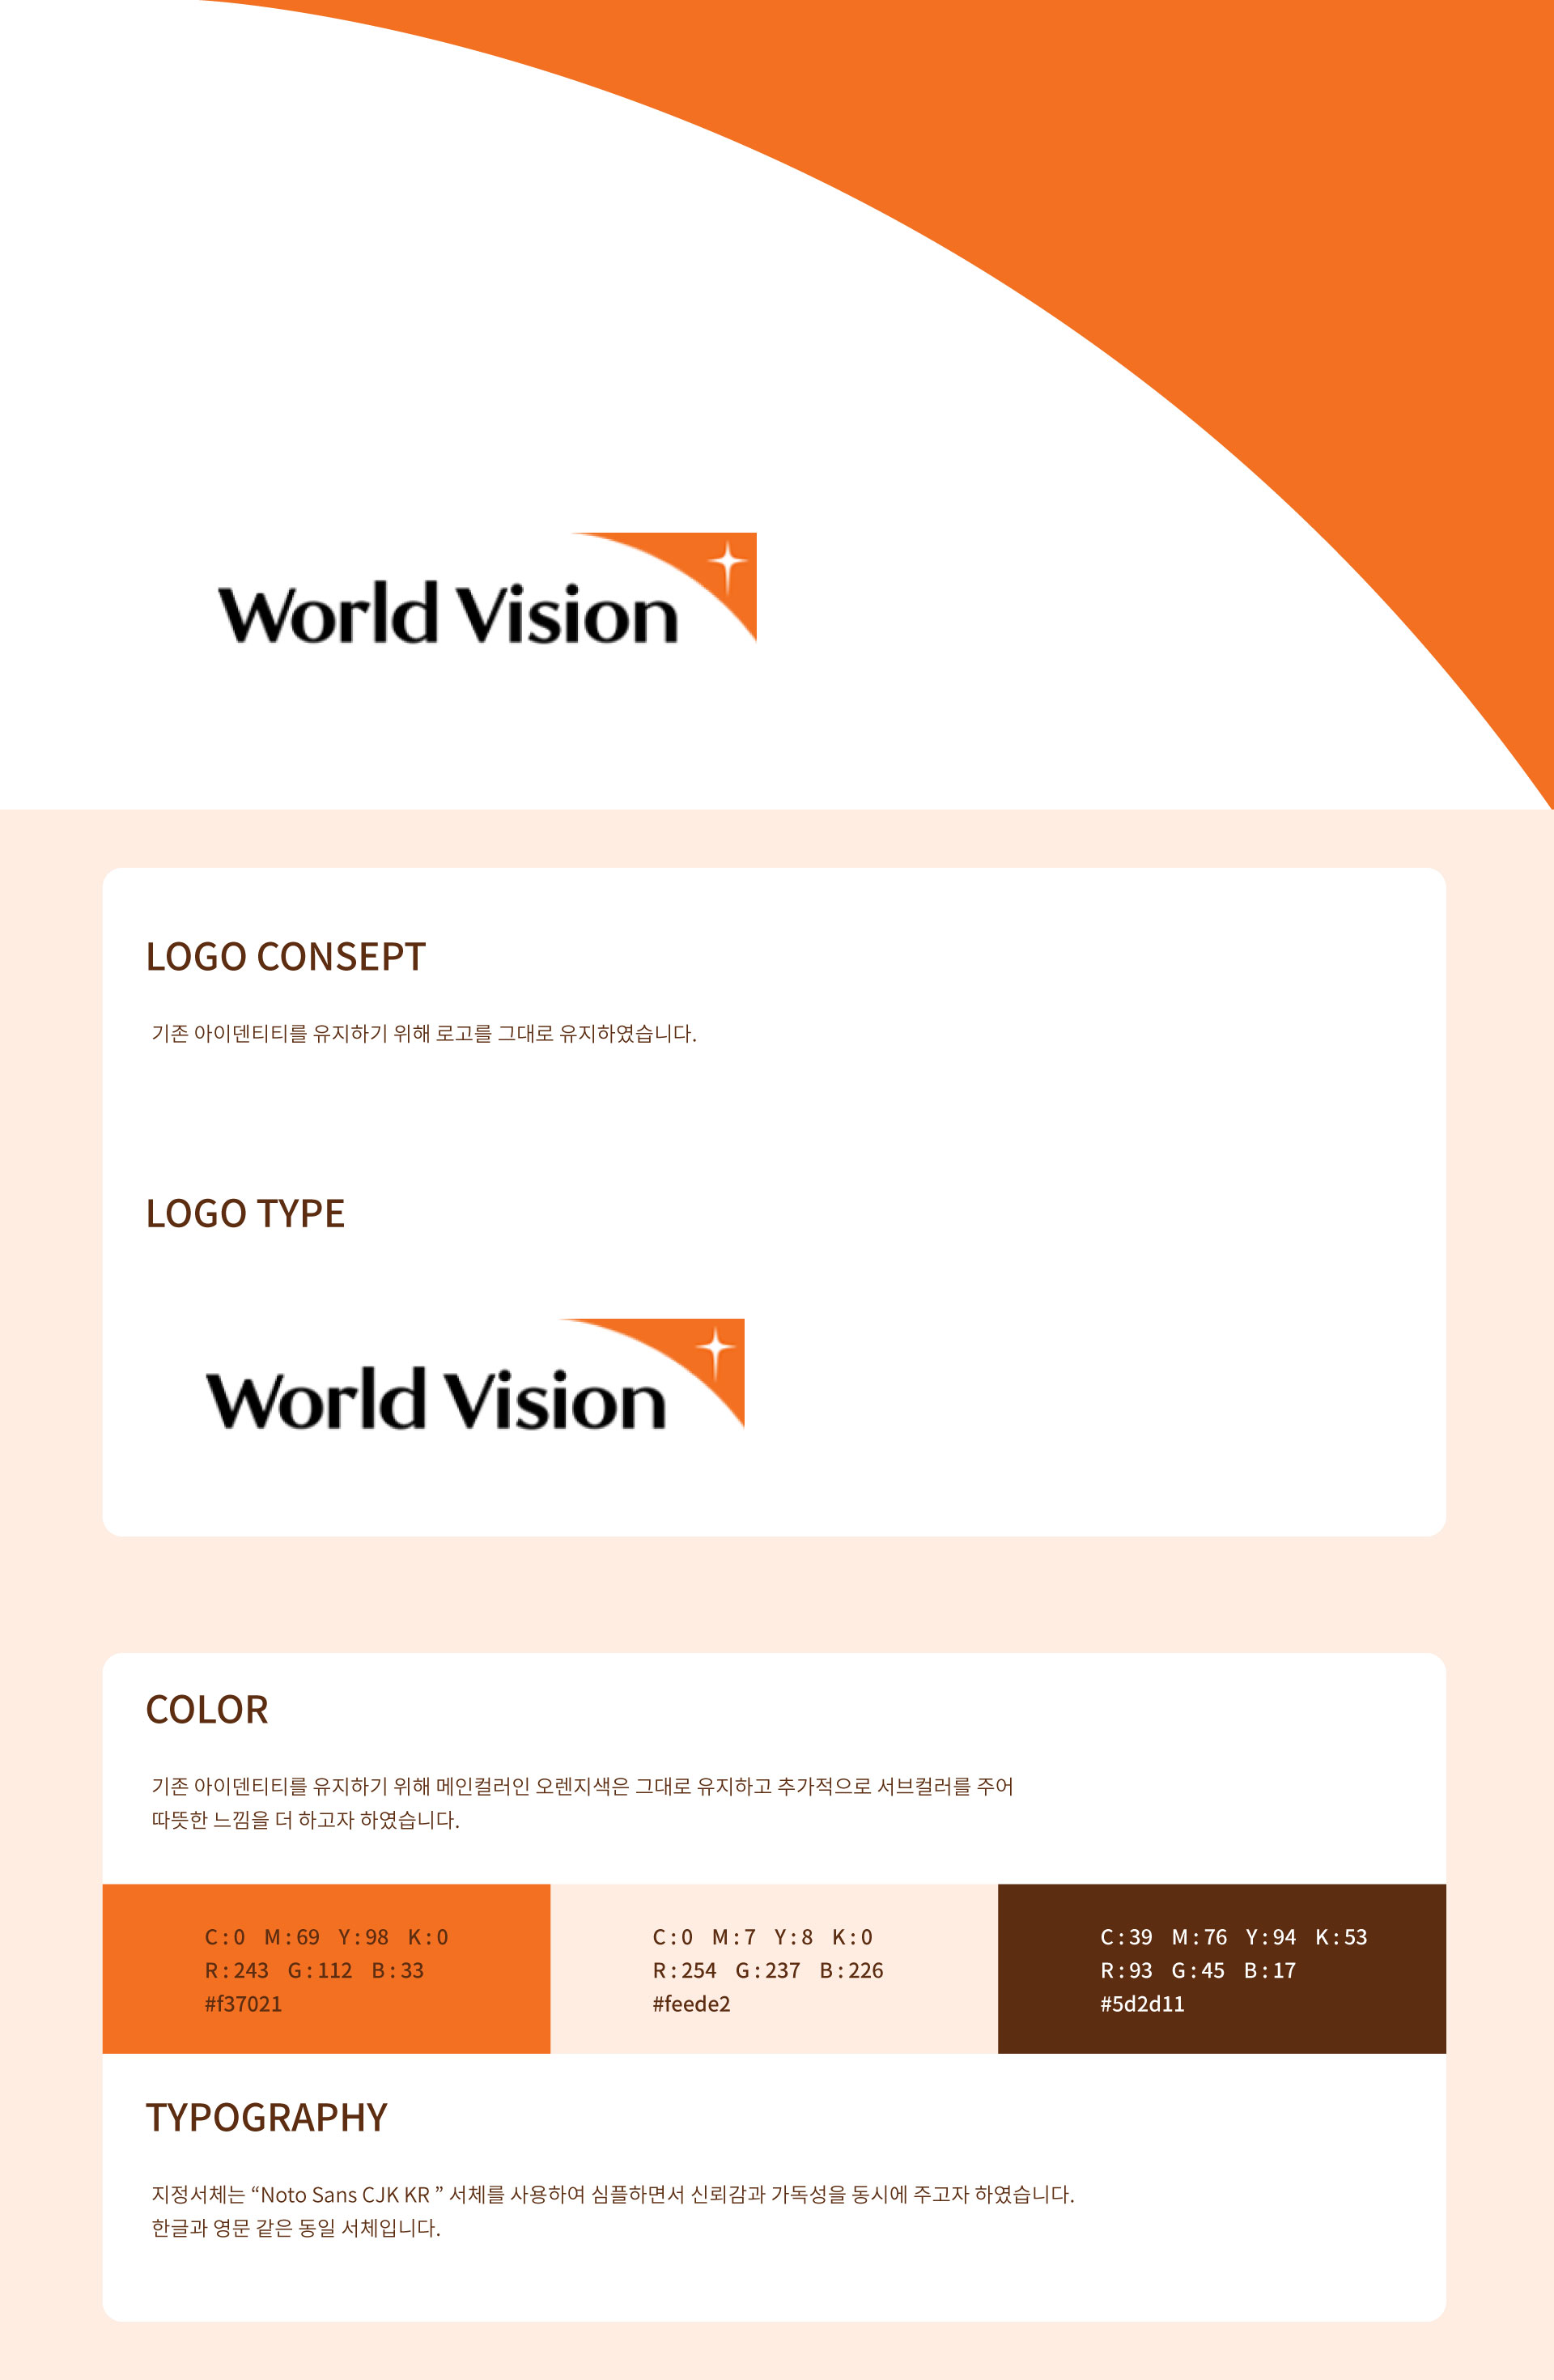 World Vision
LOGO CONSEPT
기존 아이덴티티를 유지하기 위해 로고를 그대로 유지하였습니다.
LOGO TYPE
World Vision
COLOR
기존 아이덴티티를 유지하기 위해 메인컬러인 오렌지색은 그대로 유지하고 추가적으로 서브컬러를 주어
따뜻한 느낌을 더 하고자 하였습니다.
C : 0 M : 69 Y : 98 K : 0
R : 243 G : 112 B : 33
#f37021
C : 0 M : 7 Y : 8 K : 0
R : 254 G : 237 B : 226
#feede2
C : 39 M : 76 Y : 94 K : 53
R : 93 G : 45 B : 17
#5d2d11
TYPOGRAPHY
지정서체는 “Noto Sans CJK KR ” 서체를 사용하여 심플하면서 신뢰감과 가독성을 동시에 주고자 하였습니다.
한글과 영문 같은 동일 서체입니다.